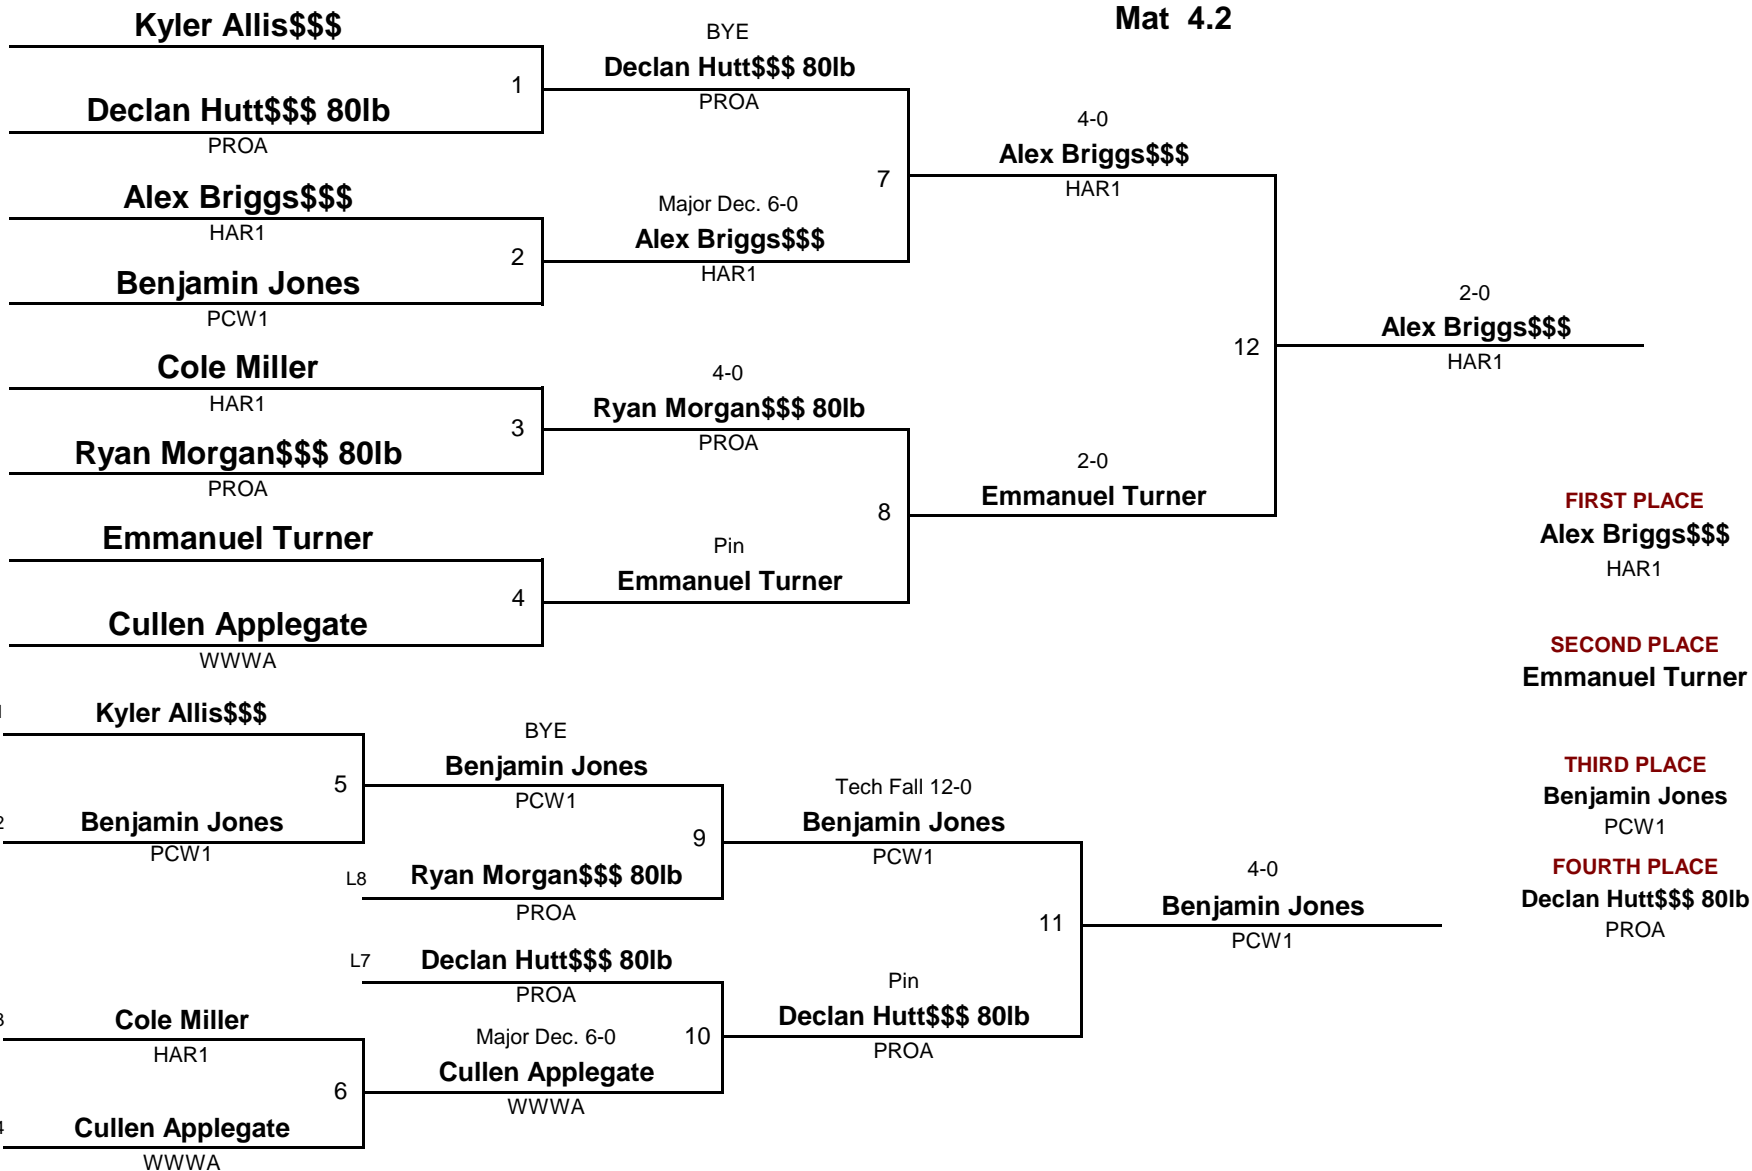 Mat 4.2
Kyler Allis$$$
1
Declan Hutt$$$ 80lb
PROA
BYE
Declan Hutt$$$ 80lb
PROA
Alex Briggs$$$
HAR1
2
Benjamin Jones
PCW1
Major Dec. 6-0
Alex Briggs$$$
HAR1
7
4-0
Alex Briggs$$$
HAR1
Cole Miller
HAR1
3
Ryan Morgan$$$ 80lb
PROA
4-0
Ryan Morgan$$$ 80lb
PROA
Emmanuel Turner
4
Cullen Applegate
WWWA
Pin
Emmanuel Turner
8
2-0
Emmanuel Turner
12
2-0
Alex Briggs$$$
HAR1
FIRST PLACE
Alex Briggs$$$
HAR1
SECOND PLACE
Emmanuel Turner
THIRD PLACE
Benjamin Jones
PCW1
FOURTH PLACE
Declan Hutt$$$ 80lb
PROA
Kyler Allis$$$
5
Benjamin Jones
PCW1
BYE
Benjamin Jones
PCW1
9
L8 Ryan Morgan$$$ 80lb
PROA
Tech Fall 12-0
Benjamin Jones
PCW1
L7 Declan Hutt$$$ 80lb
PROA
10
Cole Miller
HAR1
6
Cullen Applegate
WWWA
Major Dec. 6-0
Cullen Applegate
WWWA
Pin
Declan Hutt$$$ 80lb
PROA
11
4-0
Benjamin Jones
PCW1